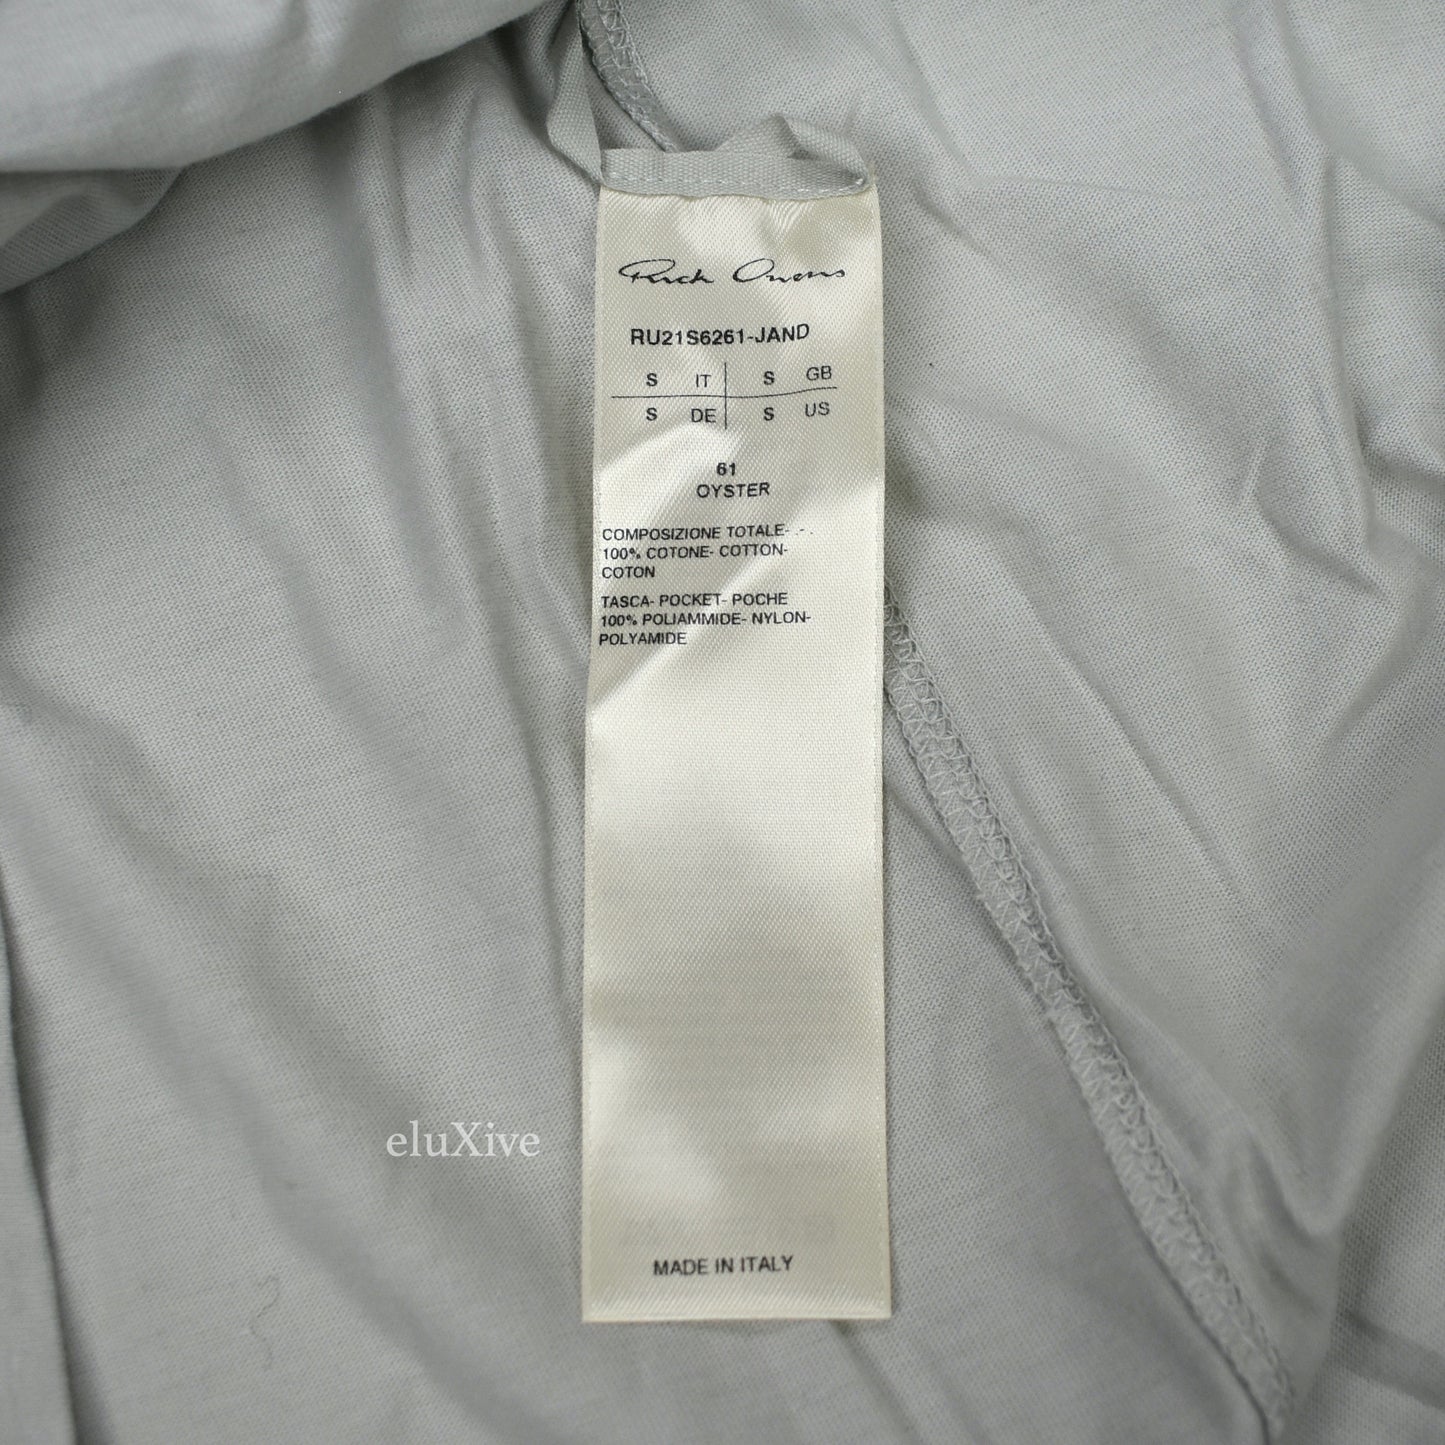 Rick Owens
RU21S6261-JAND
S IT S GB
S DE S US
61
OYSTER
COMPOSIZIONE TOTALE- -.
100% COTONE- COTTON-
COTON
TASCA- POCKET- POCHE
100% POLIAMMIDE- NYLON-
POLYAMIDE
eluXive
MADE IN ITALY